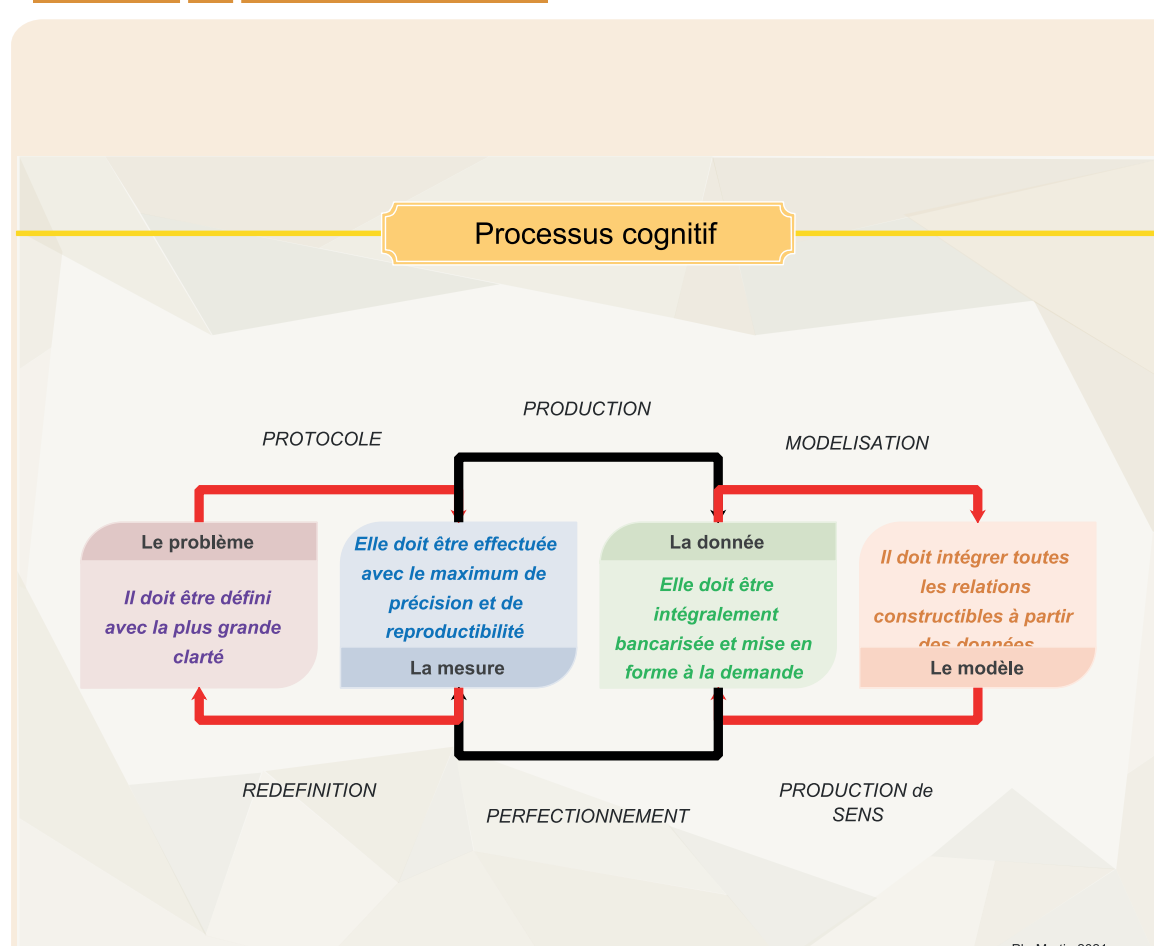 Processus cognitif
PRODUCTION
PROTOCOLE
MODELISATION
Le problème
Il doit être défini
avec la plus grande
clarté
Elle doit être effectuée
avec le maximum de
précision et de
reproductibilité
La mesure
La donnée
Elle doit être
intégralement
bancarisée et mise en
forme à la demande
Il doit intégrer toutes
les relations
constructibles à partir
des données
Le modèle
REDEFINITION
PERFECTIONNEMENT
PRODUCTION de
SENS